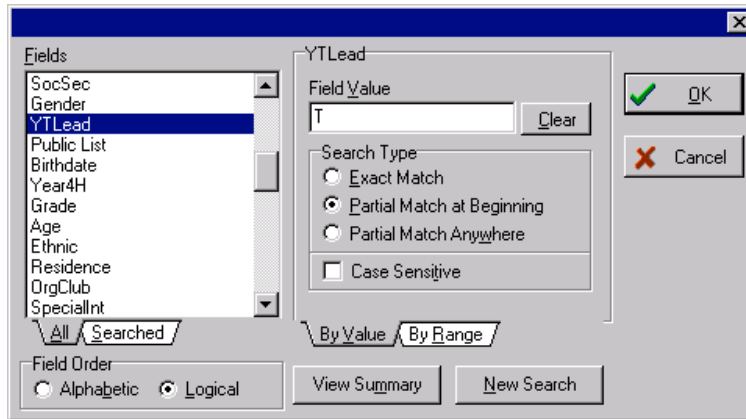 Fields
SocSec
Gender
YTLead
Public List
Birthdate
Year4H
Grade
Age
Ethnic
Residence
OrgClub
SpecialInt
All
Searched
Field Order
Alphabetic
Logical
YTLead
Field Value
T
Clear
Search Type
Exact Match
Partial Match at Beginning
Partial Match Anywhere
Case Sensitive
By Value
By Range
View Summary
New Search
OK
Cancel